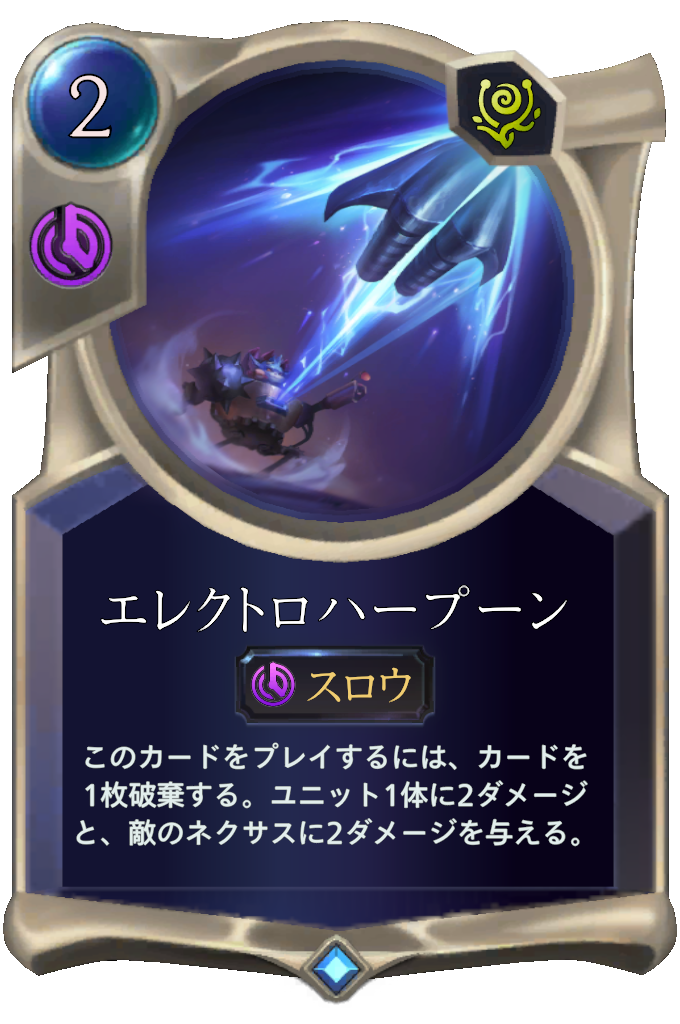 2
エレクトロハープーン
スロウ
このカードをプレイするには、カードを
1枚破棄する。ユニット1体に2ダメージ
と、敵のネクサスに2ダメージを与える。